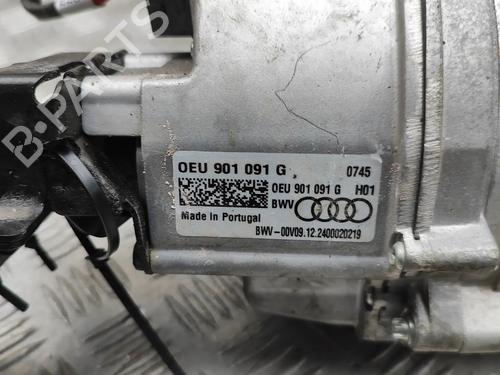 B-PARTS
0EU 901 091 G 0745
0EU 901 091 G H01
BWV
Made in Portugal
BWV-00V09.12.2400020219